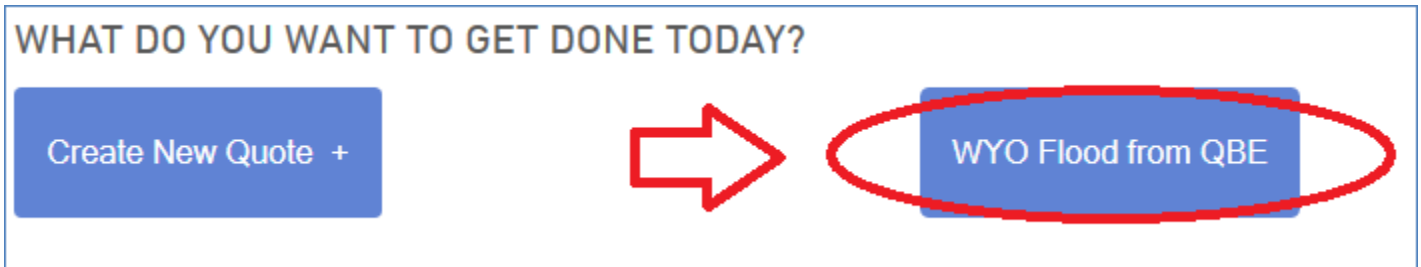 WHAT DO YOU WANT TO GET DONE TODAY?
Create New Quote +
WYO Flood from QBE